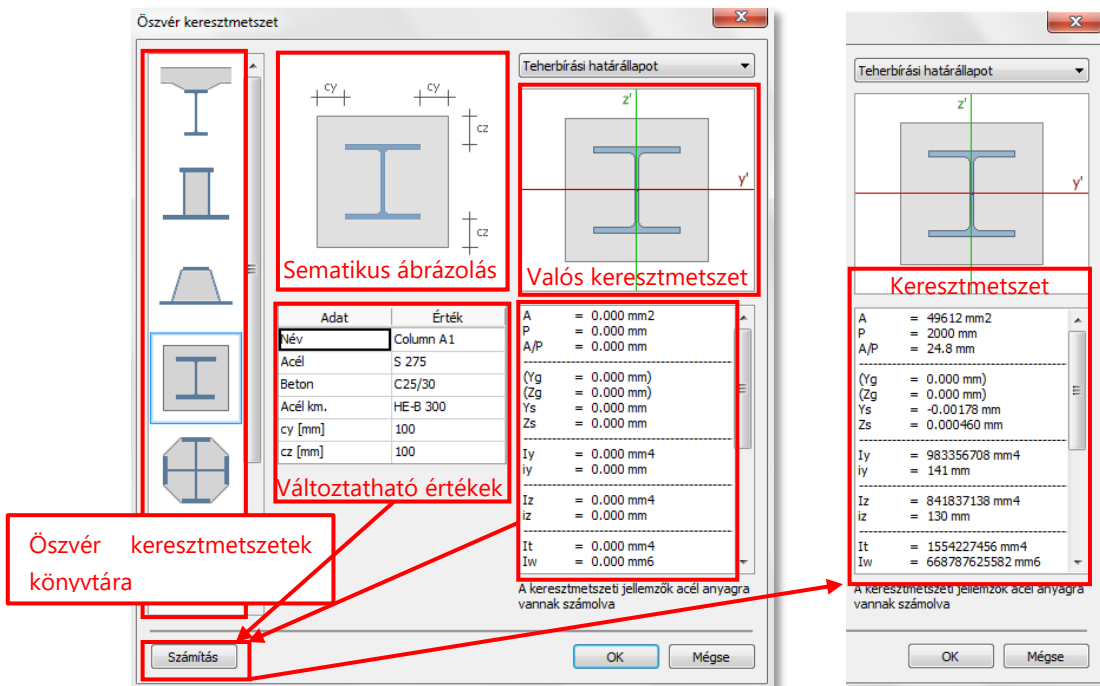 Öszvér keresztmetszet
Teherbírási határállapot
cy
cy
cz
cz
Sematikus ábrázolás
z'
y'
Valós keresztmetszet
Adat Érték
Név Column A1
Acél S 275
Beton C25/30
Acél km. HE-B 300
cy [mm] 100
cz [mm] 100
Változtatható értékek
A = 0.000 mm2
P = 0.000 mm
A/P = 0.000 mm
(Yg = 0.000 mm)
(Zg = 0.000 mm)
Ys = 0.000 mm
Zs = 0.000 mm
Iy = 0.000 mm4
iy = 0.000 mm
Iz = 0.000 mm4
iz = 0.000 mm
It = 0.000 mm4
Iw = 0.000 mm6
A keresztmetszeti jellemzők acél anyagra
vannak számolva
Öszvér keresztmetszetek
könyvtára
Számítás
OK Mégse
Teherbírási határállapot
z'
y'
Keresztmetszet
A = 49612 mm2
P = 2000 mm
A/P = 24.8 mm
(Yg = 0.000 mm)
(Zg = 0.000 mm)
Ys = -0.00178 mm
Zs = 0.000460 mm
Iy = 983356708 mm4
iy = 141 mm
Iz = 841837138 mm4
iz = 130 mm
It = 1554227456 mm4
Iw = 668787625582 mm6
A keresztmetszeti jellemzők acél anyagra
vannak számolva
OK Mégse